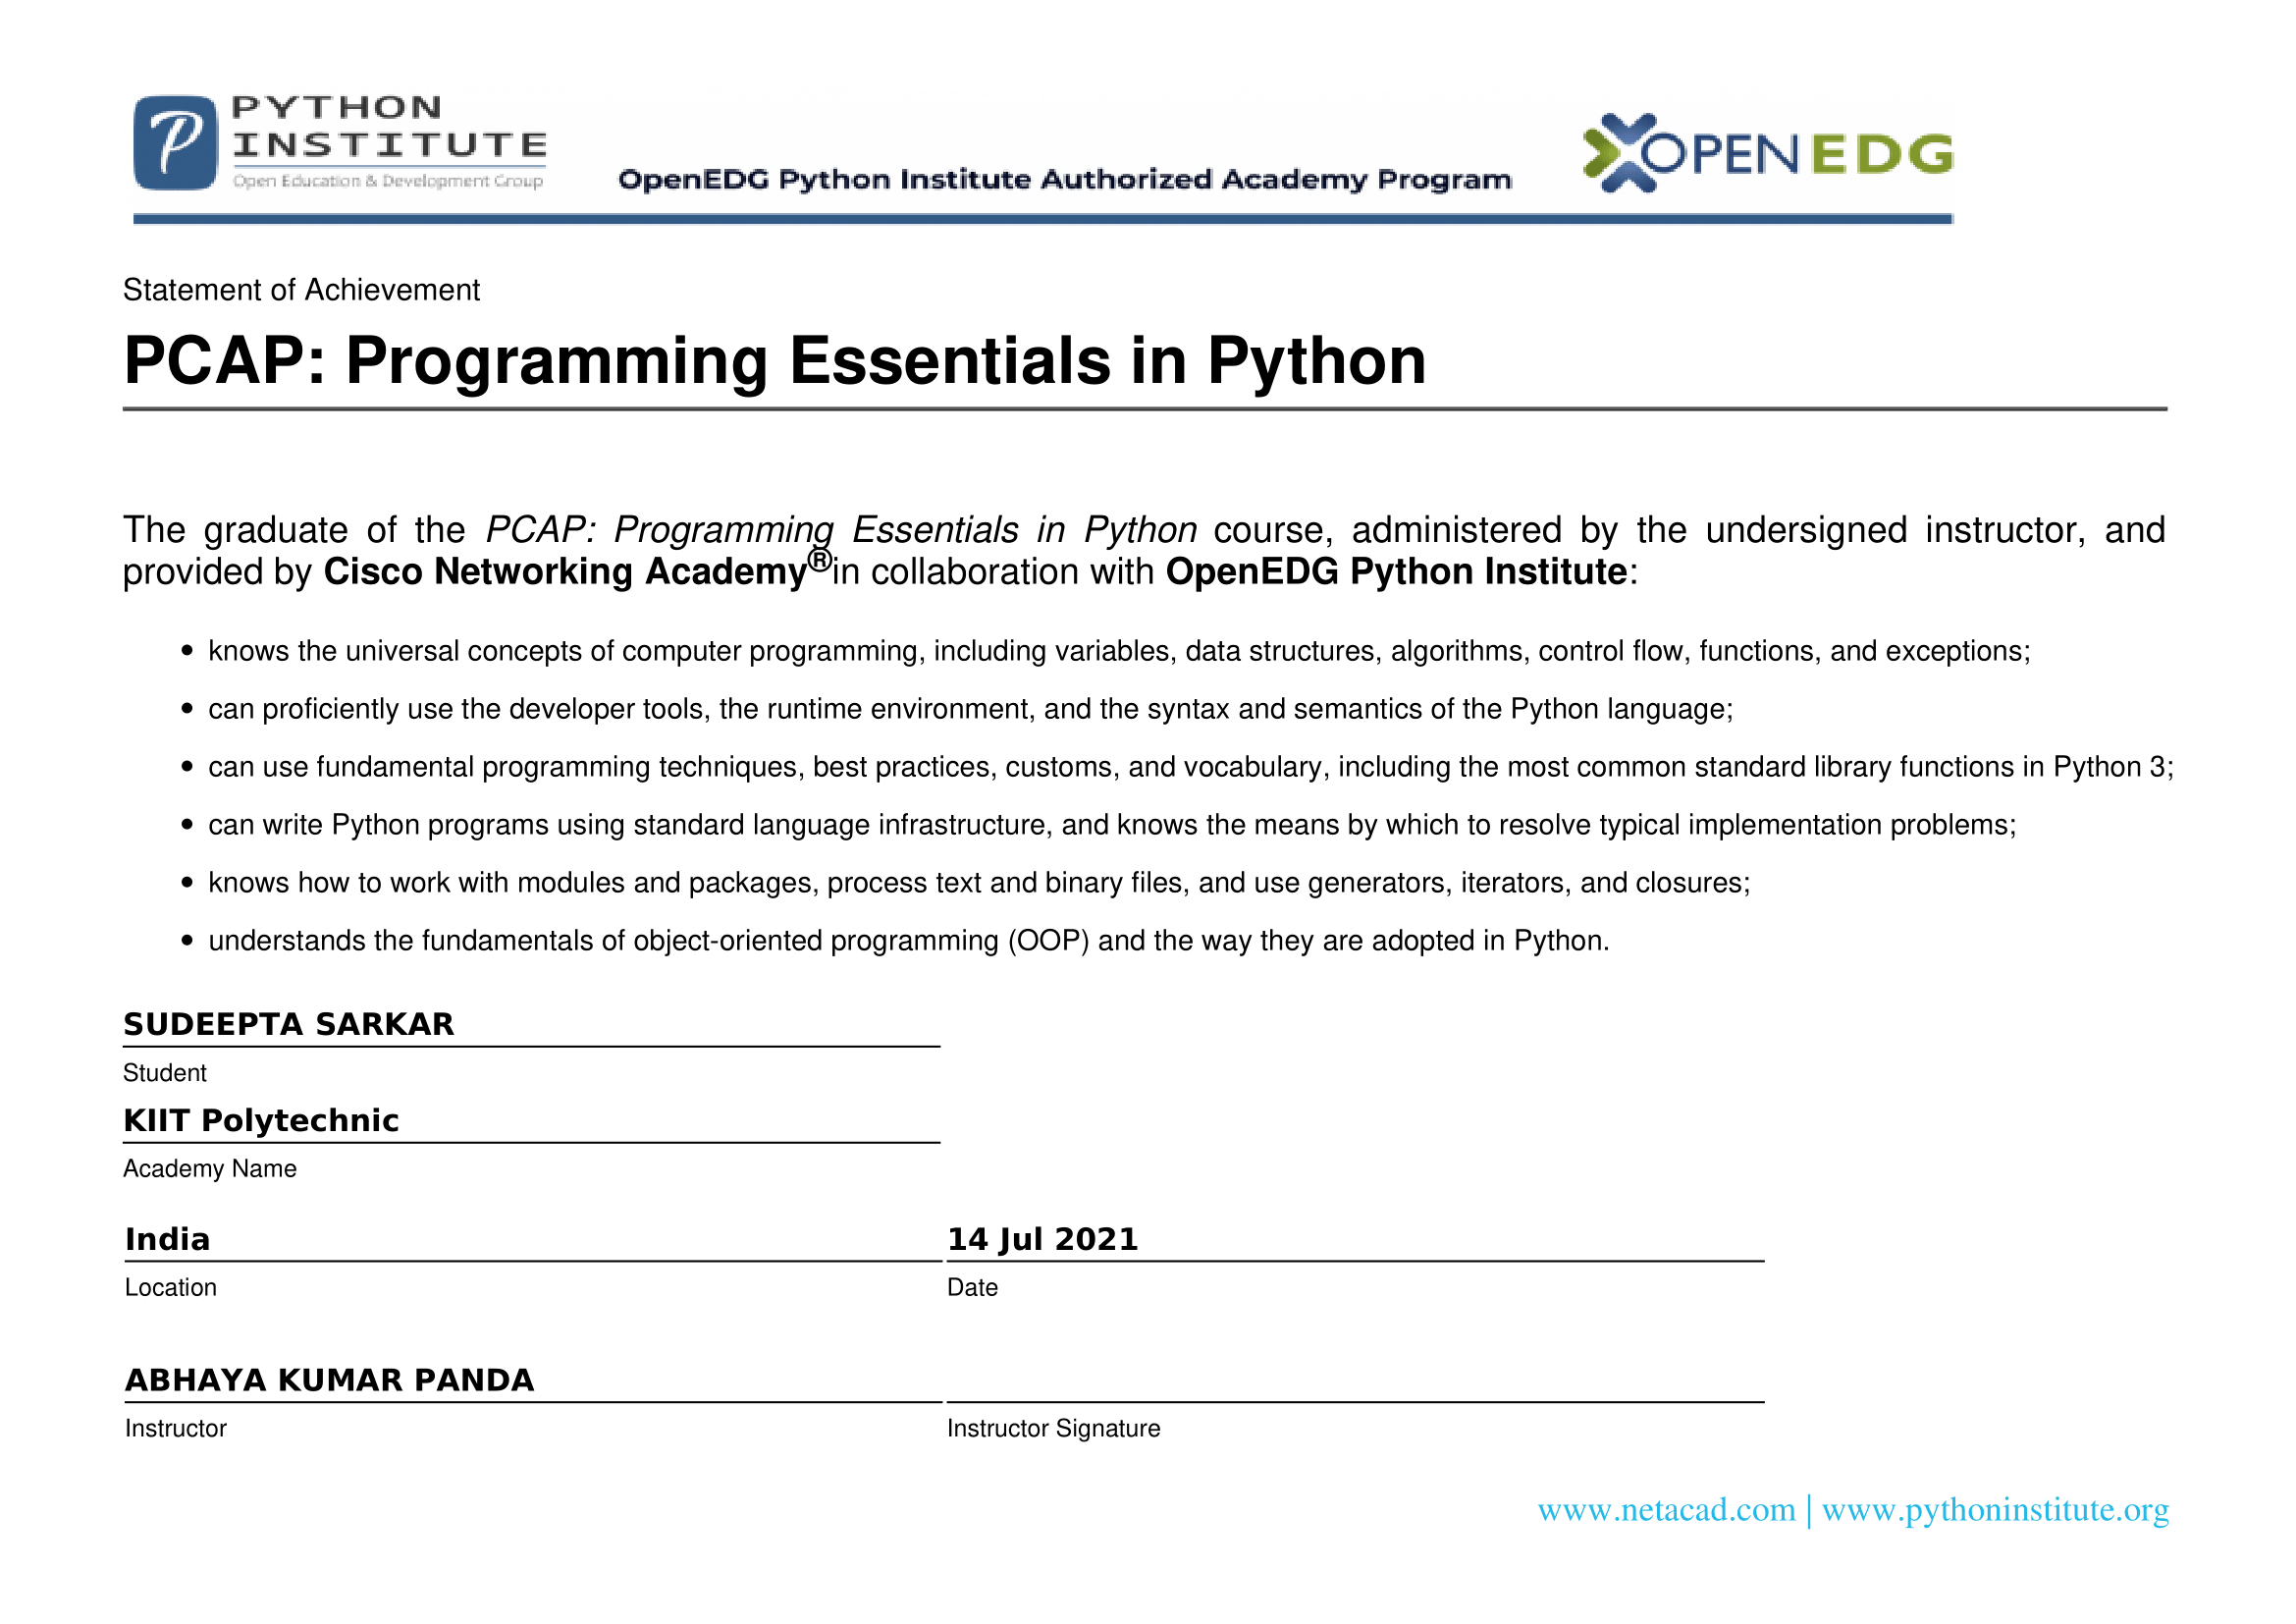 PYTHON
INSTITUTE
Open Education & Development Group
OpenEDG Python Institute Authorized Academy Program
OPENEDG
Statement of Achievement
PCAP: Programming Essentials in Python
The graduate of the PCAP: Programming Essentials in Python course, administered by the undersigned instructor, and
provided by Cisco Networking Academy®in collaboration with OpenEDG Python Institute:
• knows the universal concepts of computer programming, including variables, data structures, algorithms, control flow, functions, and exceptions;
• can proficiently use the developer tools, the runtime environment, and the syntax and semantics of the Python language;
• can use fundamental programming techniques, best practices, customs, and vocabulary, including the most common standard library functions in Python 3;
• can write Python programs using standard language infrastructure, and knows the means by which to resolve typical implementation problems;
• knows how to work with modules and packages, process text and binary files, and use generators, iterators, and closures;
• understands the fundamentals of object-oriented programming (OOP) and the way they are adopted in Python.
SUDEEPTA SARKAR
Student
KIIT Polytechnic
Academy Name
India 14 Jul 2021
Location Date
ABHAYA KUMAR PANDA
Instructor Instructor Signature
www.netacad.com | www.pythoninstitute.org